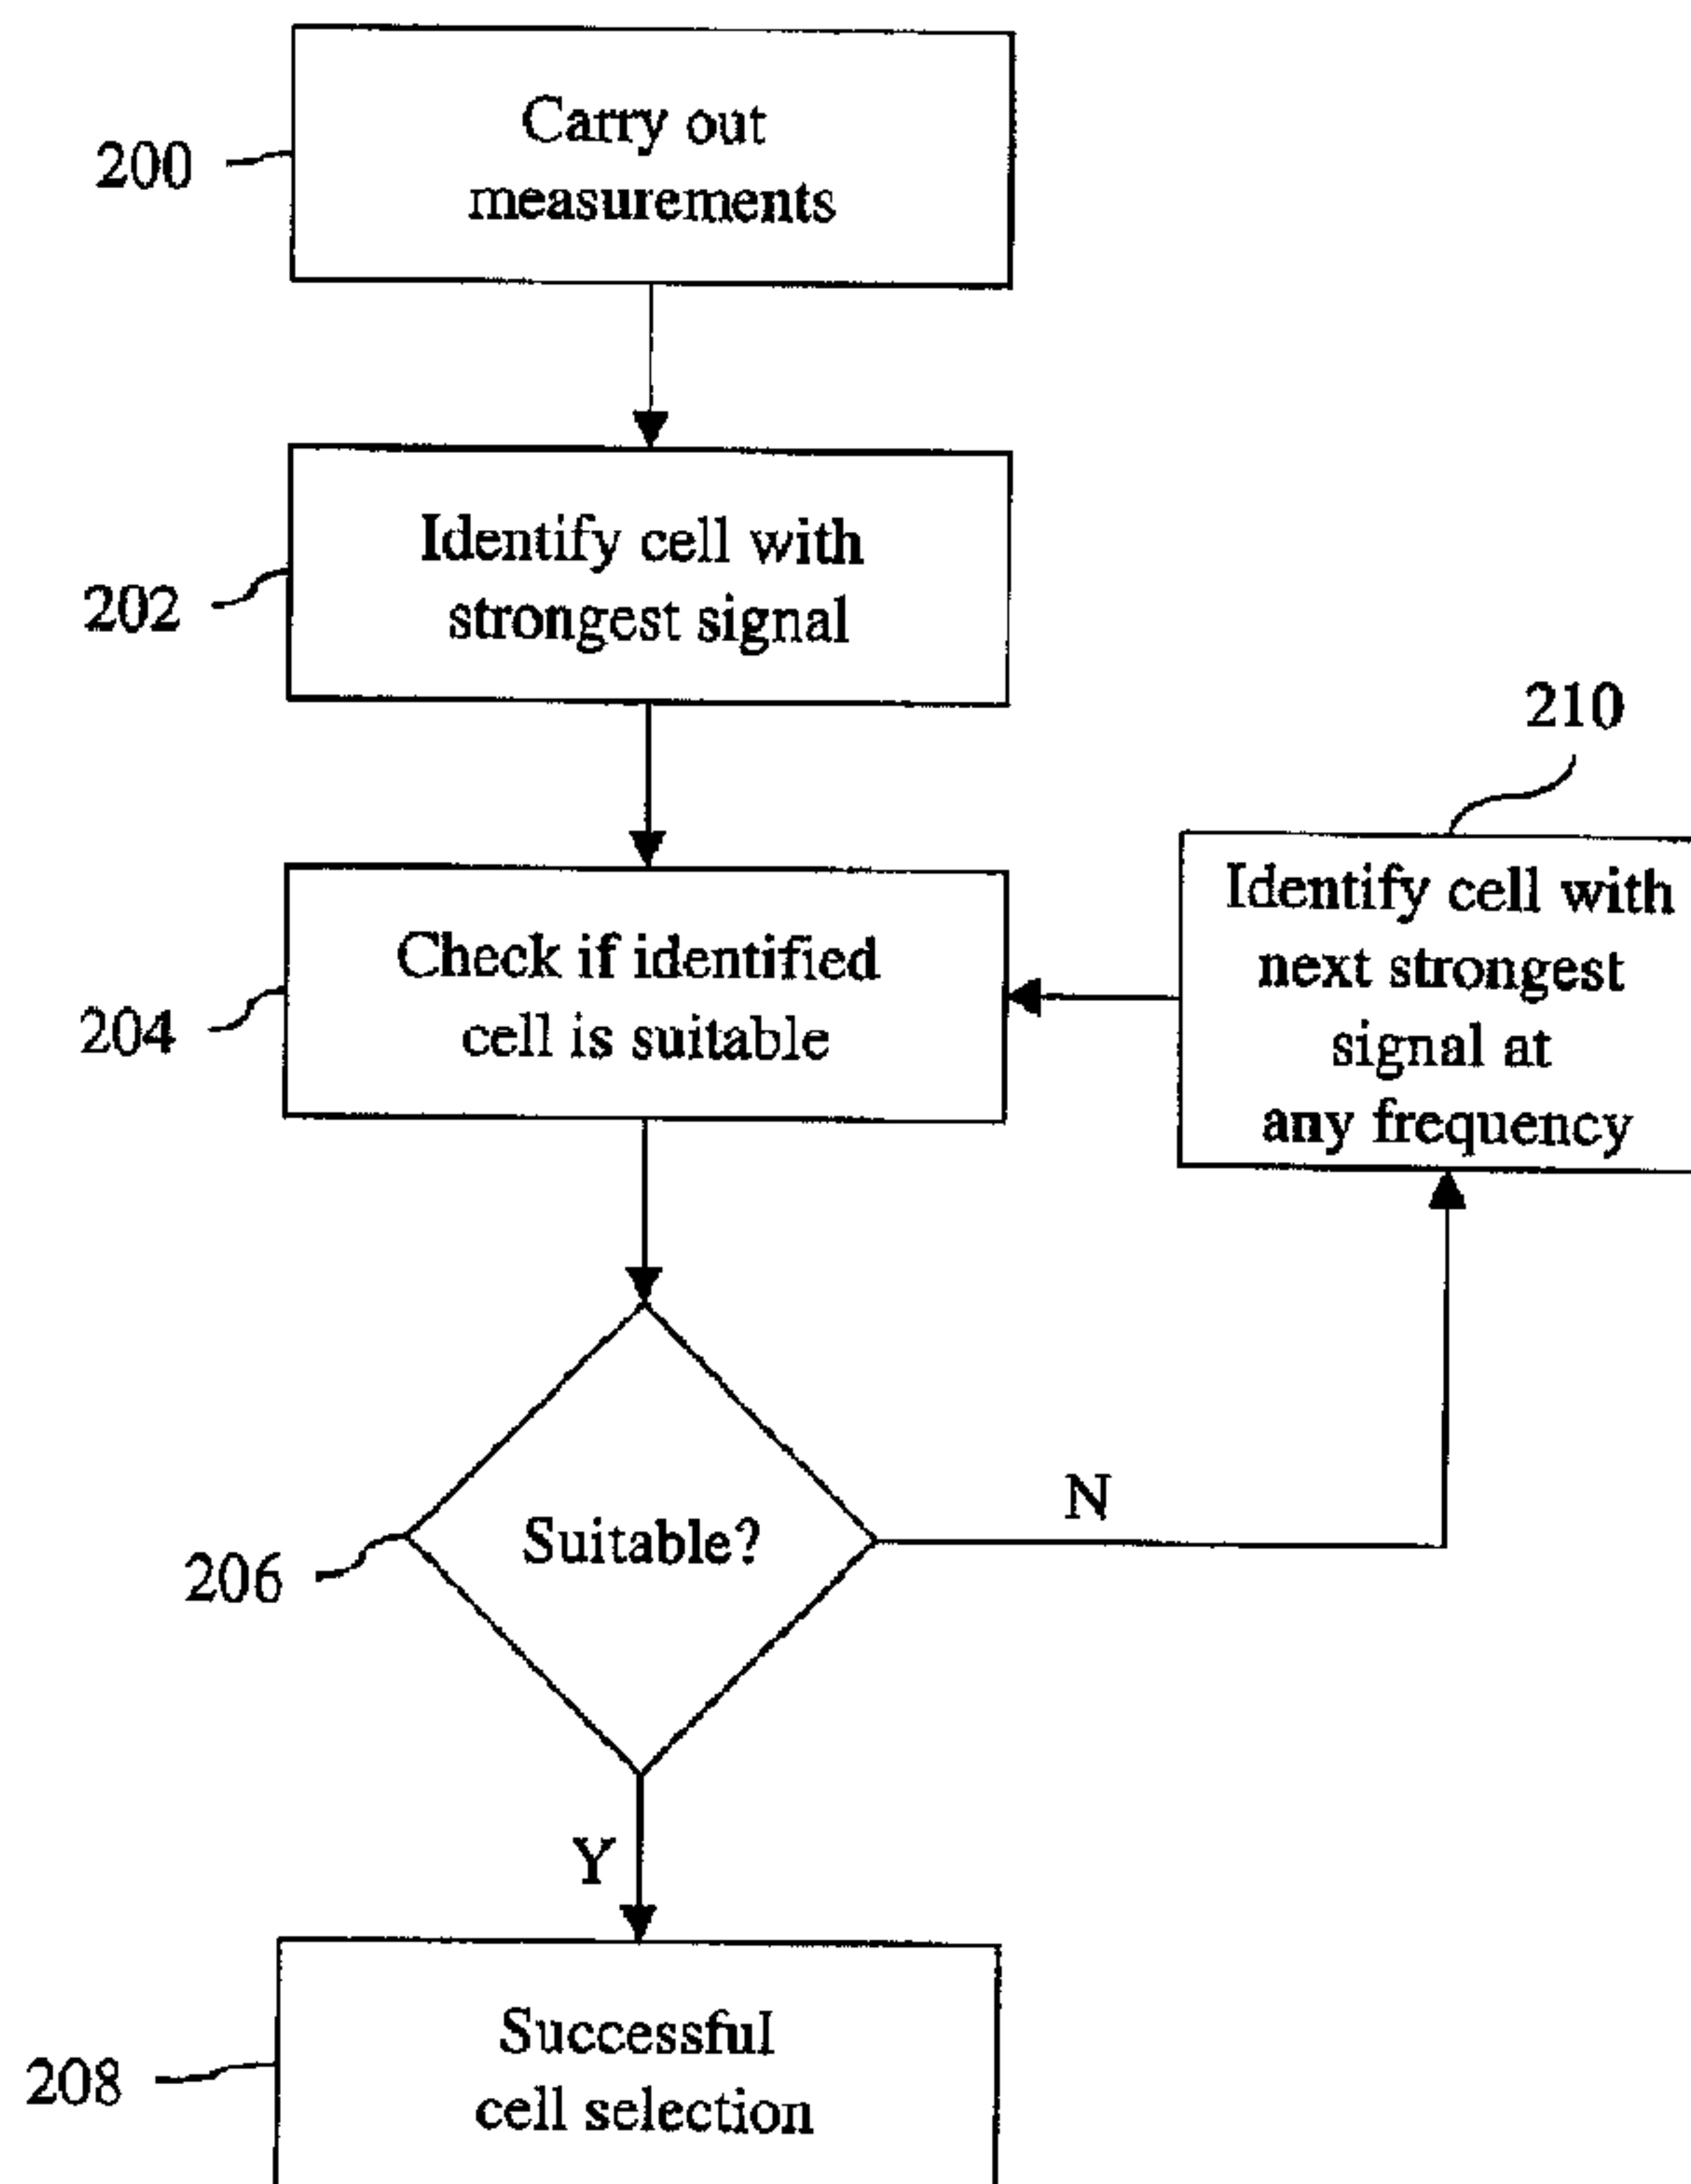 200
Carry out
measurements
202
Identify cell with
strongest signal
210
Identify cell with
next strongest
signal at
any frequency
204
Check if identified
cell is suitable
206
Suitable?
N
Y
208
Successful
cell selection